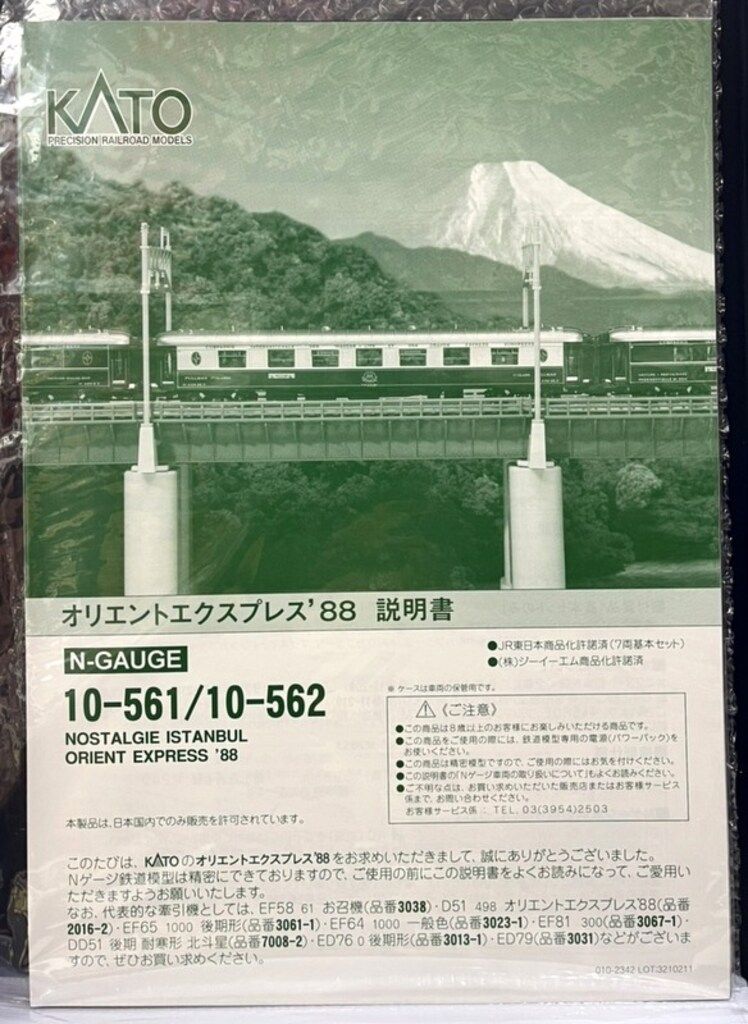 KATO
PRECISION RAILROAD MODELS
オリエントエクスプレス'88 説明書
N-GAUGE
10-561/10-562
NOSTALGIE ISTANBUL
ORIENT EXPRESS '88
●JR東日本商品化許諾済(7両基本セット)
●(株)ジーイーエム商品化許諾済
※ ケースは車両の保管用です。
⚠《ご注意》
●この商品は8歳以上のお客様にお楽しみいただける商品です。
●この商品をご使用の際には、鉄道模型専用の電源(パワーパック)を
お使いください。
●この商品は精密模型ですので、ご使用の際にはお気を付けください。
●この説明書の「Nゲージ車両の取り扱いについて」もよくお読みください。
●ご不明な点は、お買い求めいただいた販売店またはお客様サービス
係まで、お問い合わせください。
お客様サービス係 : TEL. 03(3954)2503
本製品は、日本国内でのみ販売を許可されています。
このたびは、KATOのオリエントエクスプレス'88をお求めいただきまして、誠にありがとうございました。
Nゲージ鉄道模型は精密にできておりますので、ご使用の前にこの説明書をよくお読みになって、ご愛用い
ただきますようお願いいたします。
なお、代表的な牽引機としては、EF58 61 お召機(品番3038)・D51 498 オリエントエクスプレス'88(品番
2016-2)・EF65 1000 後期形(品番3061-1)・EF64 1000 一般色(品番3023-1)・EF81 300(品番3067-1)・
DD51 後期 耐寒形 北斗星(品番7008-2)・ED76 0 後期形(品番3013-1)・ED79(品番3031)などがございま
すので、ぜひお買い求めください。
010-2342 LOT:3210211